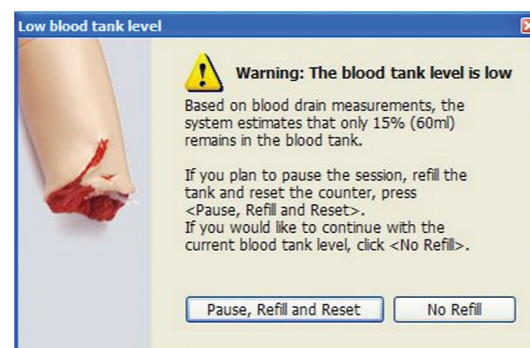 Low blood tank level
Warning: The blood tank level is low
Based on blood drain measurements, the
system estimates that only 15% (60ml)
remains in the blood tank.
If you plan to pause the session, refill the
tank and reset the counter, press
<Pause, Refill and Reset>.
If you would like to continue with the
current blood tank level, click <No Refill>.
Pause, Refill and Reset
No Refill